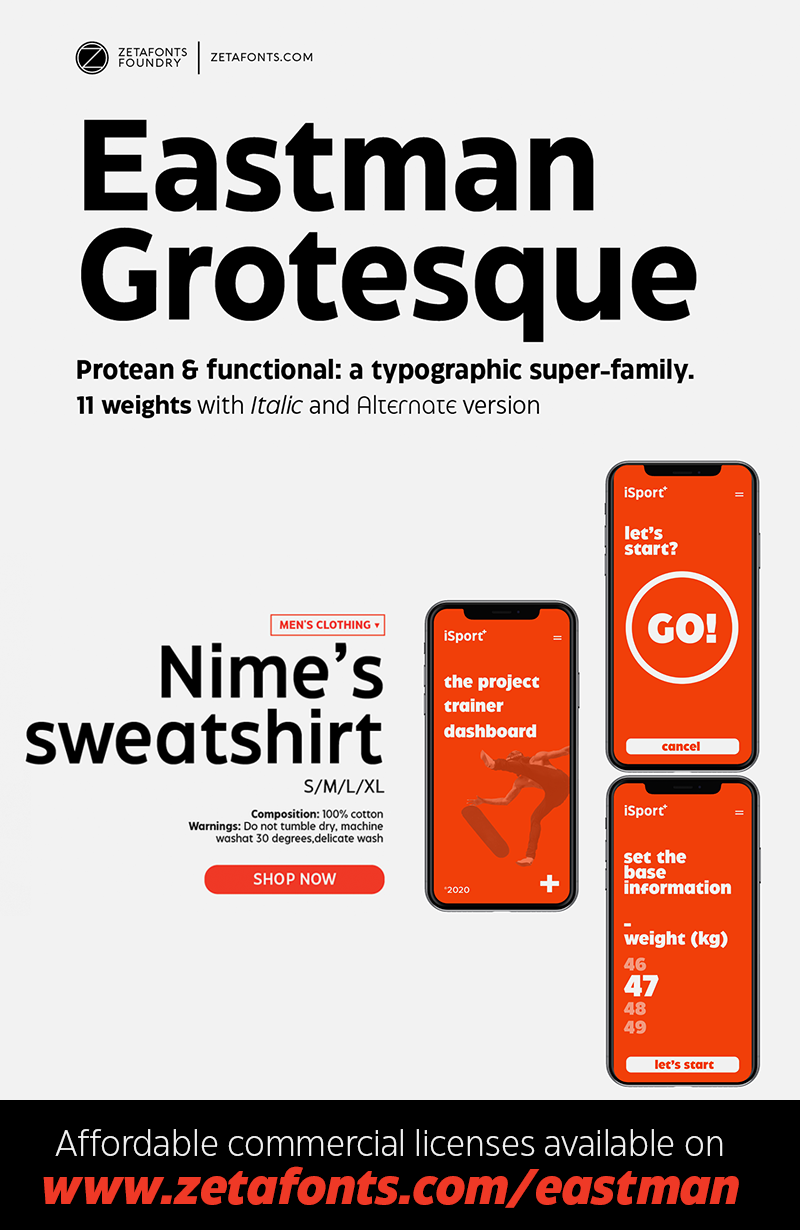 ZETAFONTS
FOUNDRY
ZETAFONTS.COM
Eastman
Grotesque
Protean & functional: a typographic super-family.
11 weights with Italic and Alternate version
MEN'S CLOTHING ▾
Nime's
sweatshirt
S/M/L/XL
Composition: 100% cotton
Warnings: Do not tumble dry, machine
washat 30 degrees,delicate wash
SHOP NOW
iSport+
the project
trainer
dashboard
°2020
+
iSport+
let's
start?
GO!
cancel
iSport+
set the
base
information
–
weight (kg)
46
47
48
49
let's start
Affordable commercial licenses available on
www.zetafonts.com/eastman